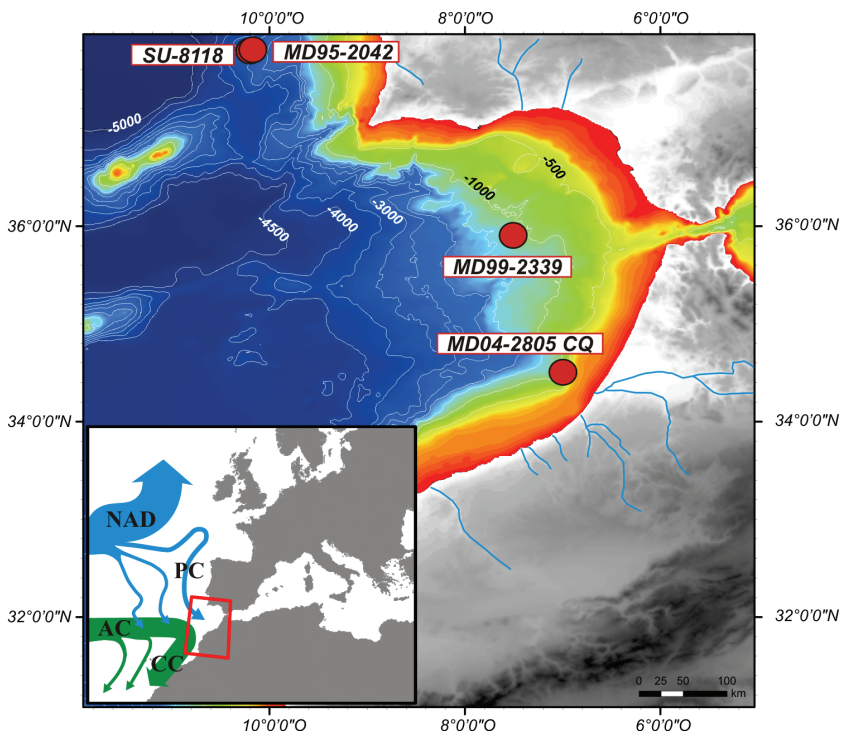 10°0'0"O 8°0'0"O 6°0'0"O
SU-8118 MD95-2042
-5000
-500
-1000
-3000
-4000
-4500
36°0'0"N 36°0'0"N
MD99-2339
MD04-2805 CQ
34°0'0"N 34°0'0"N
NAD
PC
32°0'0"N 32°0'0"N
AC
CC
0 25 50 100
km
10°0'0"O 8°0'0"O 6°0'0"O